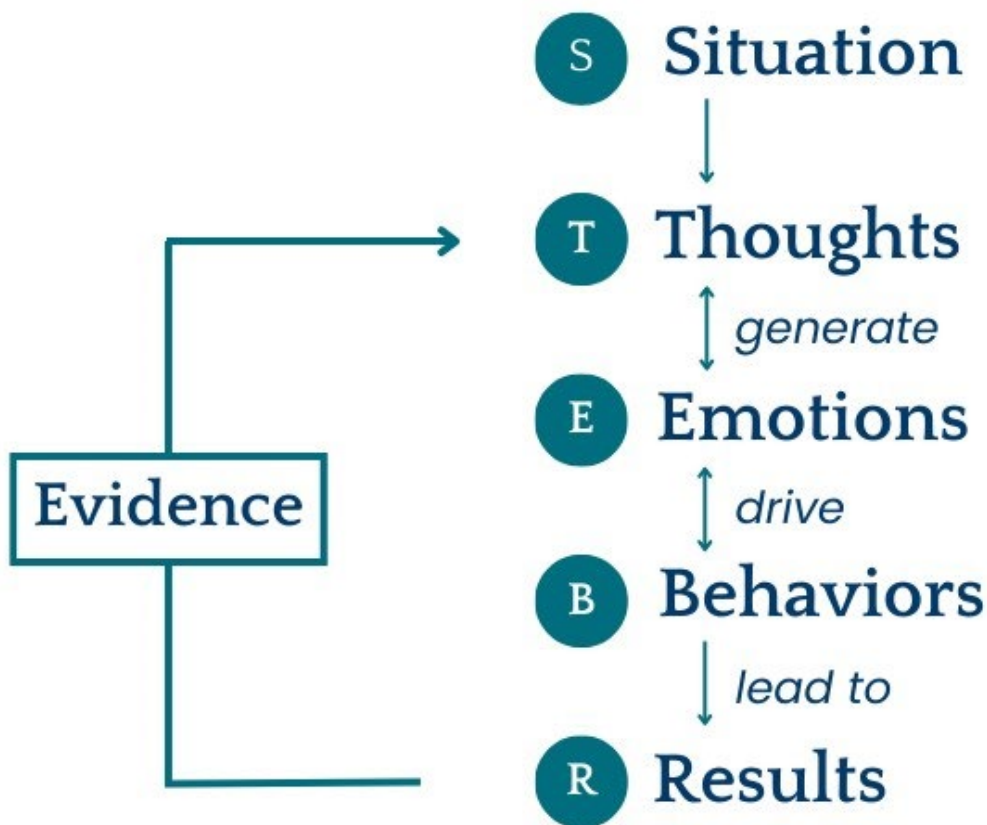 S Situation
T Thoughts
generate
E Emotions
Evidence
drive
B Behaviors
lead to
R Results